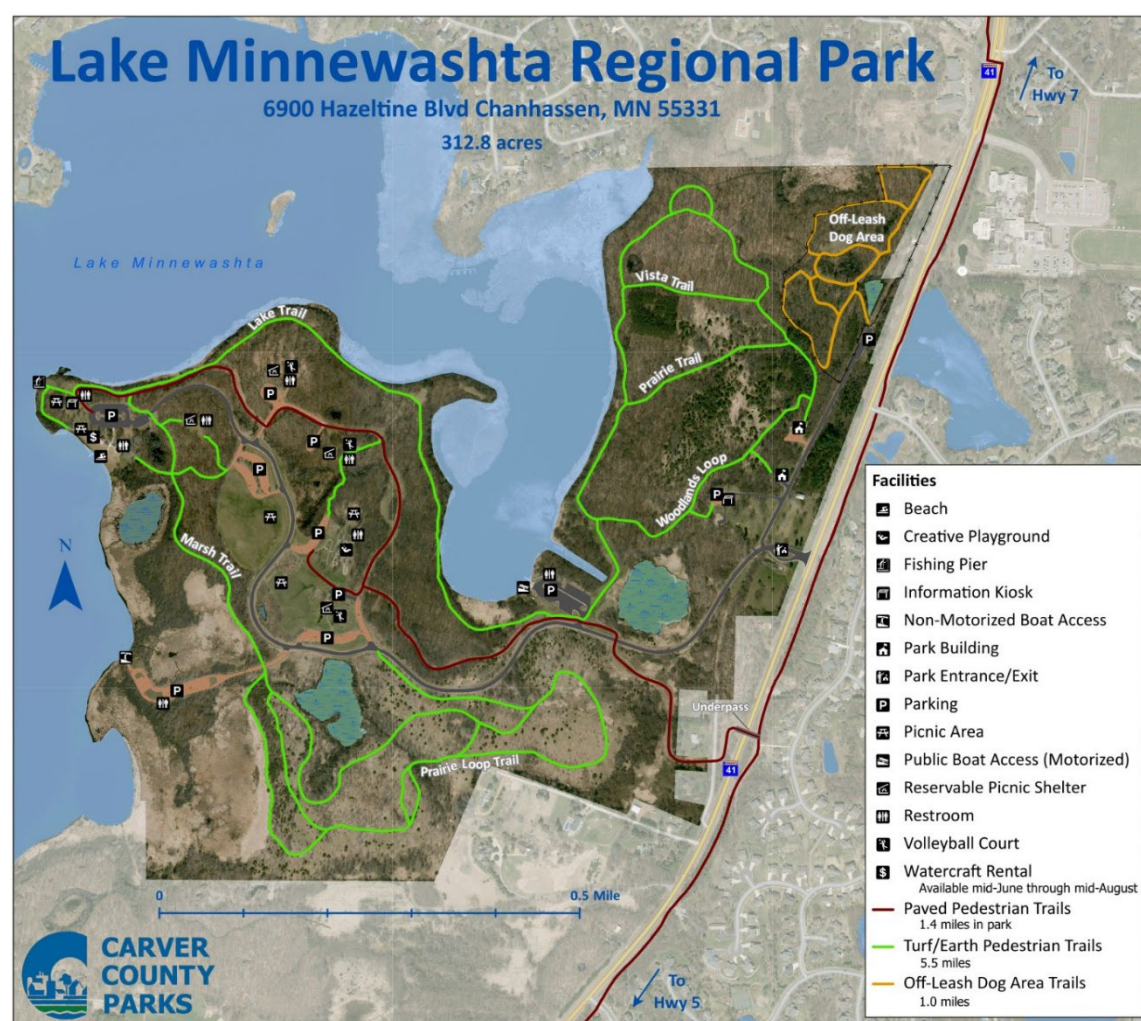 Lake Minnewashta Regional Park
6900 Hazeltine Blvd Chanhassen, MN 55331
312.8 acres
41
To
Hwy 7
Off-Leash
Dog Area
Lake Minnewashta
Vista Trail
Lake Trail
Prairie Trail
P
P
P
P
P
Woodlands Loop
P
$
P
P
N
Marsh Trail
P
P
P
P
Underpass
41
Prairie Loop Trail
0
0.5 Mile
Facilities
Beach
Creative Playground
Fishing Pier
Information Kiosk
Non-Motorized Boat Access
Park Building
Park Entrance/Exit
P Parking
Picnic Area
Public Boat Access (Motorized)
Reservable Picnic Shelter
Restroom
Volleyball Court
$ Watercraft Rental
Available mid-June through mid-August
Paved Pedestrian Trails
1.4 miles in park
Turf/Earth Pedestrian Trails
5.5 miles
Off-Leash Dog Area Trails
1.0 miles
CARVER
COUNTY
PARKS
To
Hwy 5